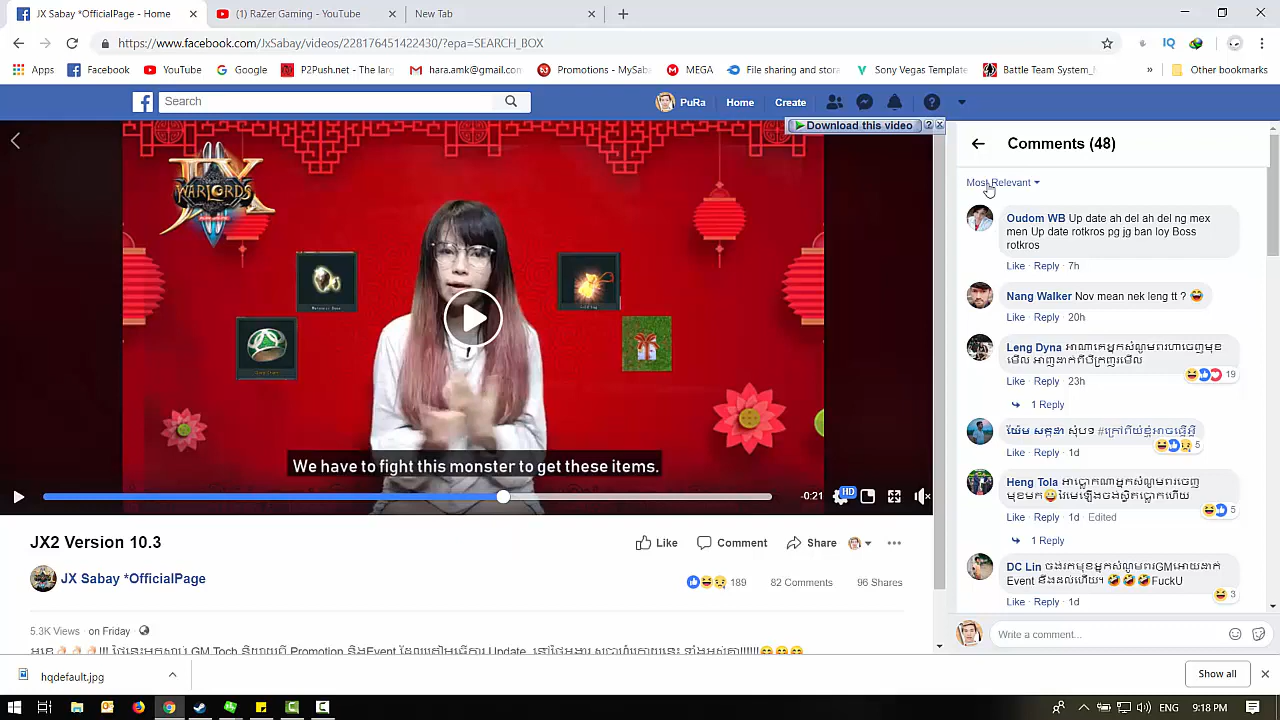 JX Sabay *OfficialPage - Home
(1) RaZer Gaming - YouTube
New Tab
https://www.facebook.com/JxSabay/videos/228176451422430/?epa=SEARCH_BOX
Apps Facebook YouTube Google P2Push.net - The larg hara.amk@gmail.con Promotions - MySab MEGA File sharing and stora Sony Vegas Template Battle Team System_ » Other bookmarks
Search
PuRa Home Create
Download this video ? x
WARLORDS
We have to fight this monster to get these items.
-0:21
HD
JX2 Version 10.3
Like Comment Share
JX Sabay *OfficialPage
189 82 Comments 96 Shares
5.3K Views on Friday
Comments (48)
Most Relevant
Oudom WB Up date an del ah del ng mex
men Up date rotkros pg jg ban loy Boss
rotkros
Like · Reply · 7h
Nang Walker Nov mean nek leng tt ?
Like · Reply · 20h
Leng Dyna
19
Like · Reply · 23h
1 Reply
5
Like · Reply · 1d
Heng Tola
5
Like · Reply · 1d Edited
1 Reply
DC Lin
Event FuckU
3
Like · Reply · 1d
Write a comment...
hqdefault.jpg
Show all
9:18 PM